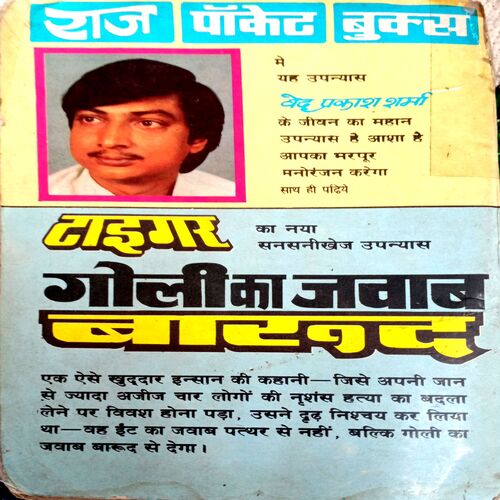 राज पॉकेट बुक्स
में
यह उपन्यास
वेद प्रकाश शर्मा
के जीवन का महान
उपन्यास है आशा है
आपका भरपूर
मनोरंजन करेगा
साथ ही पढ़िये
टाइगर का नया
सनसनीखेज उपन्यास
गोली का जवाब
बारूद
एक ऐसे खुद्दार इन्सान की कहानी—जिसे अपनी जान
से ज्यादा अजीज चार लोगों की नृशंस हत्या का बदला
लेने पर विवश होना पड़ा, उसने दृढ़ निश्चय कर लिया
था—वह ईंट का जवाब पत्थर से नहीं, बल्कि गोली का
जवाब बारूद से देगा।